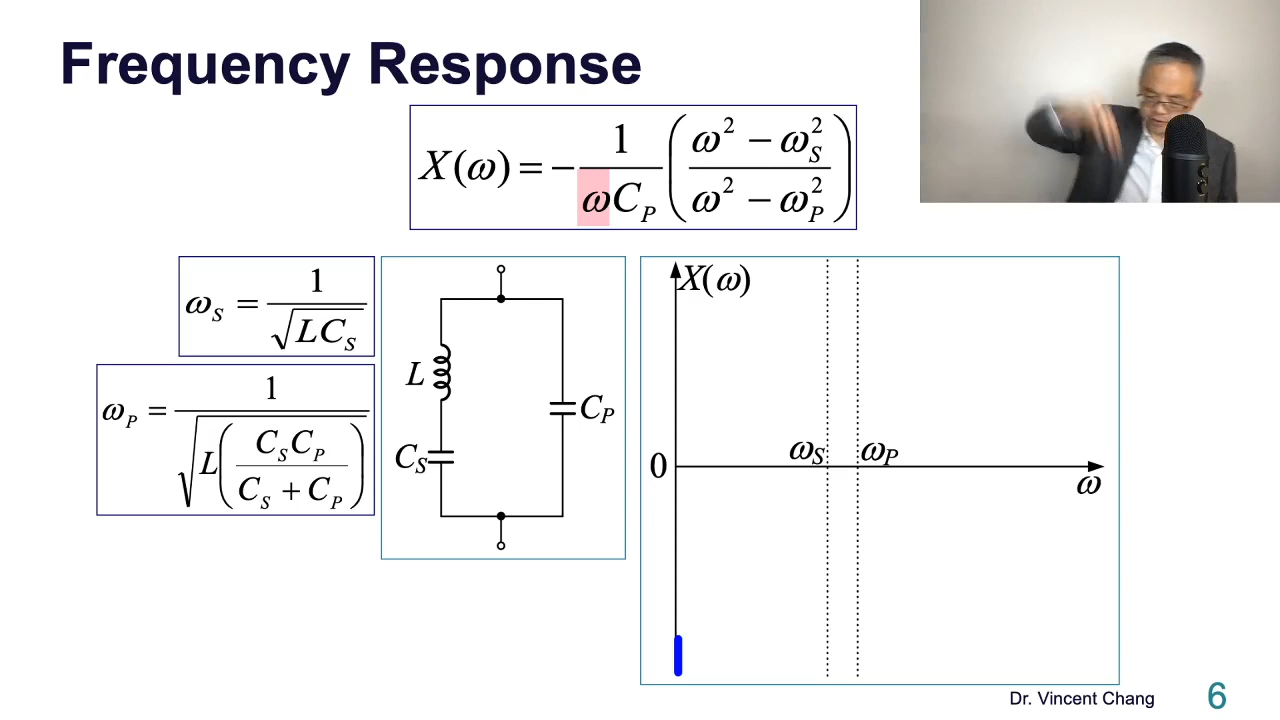 Frequency Response
X(ω) = − 1/(ωC_P) ((ω² − ω_S²)/(ω² − ω_P²))
ω_S = 1/√(LC_S)
ω_P = 1/√(L(C_S C_P/(C_S + C_P)))
L
C_S
C_P
X(ω)
0
ω_S
ω_P
ω
Dr. Vincent Chang
6